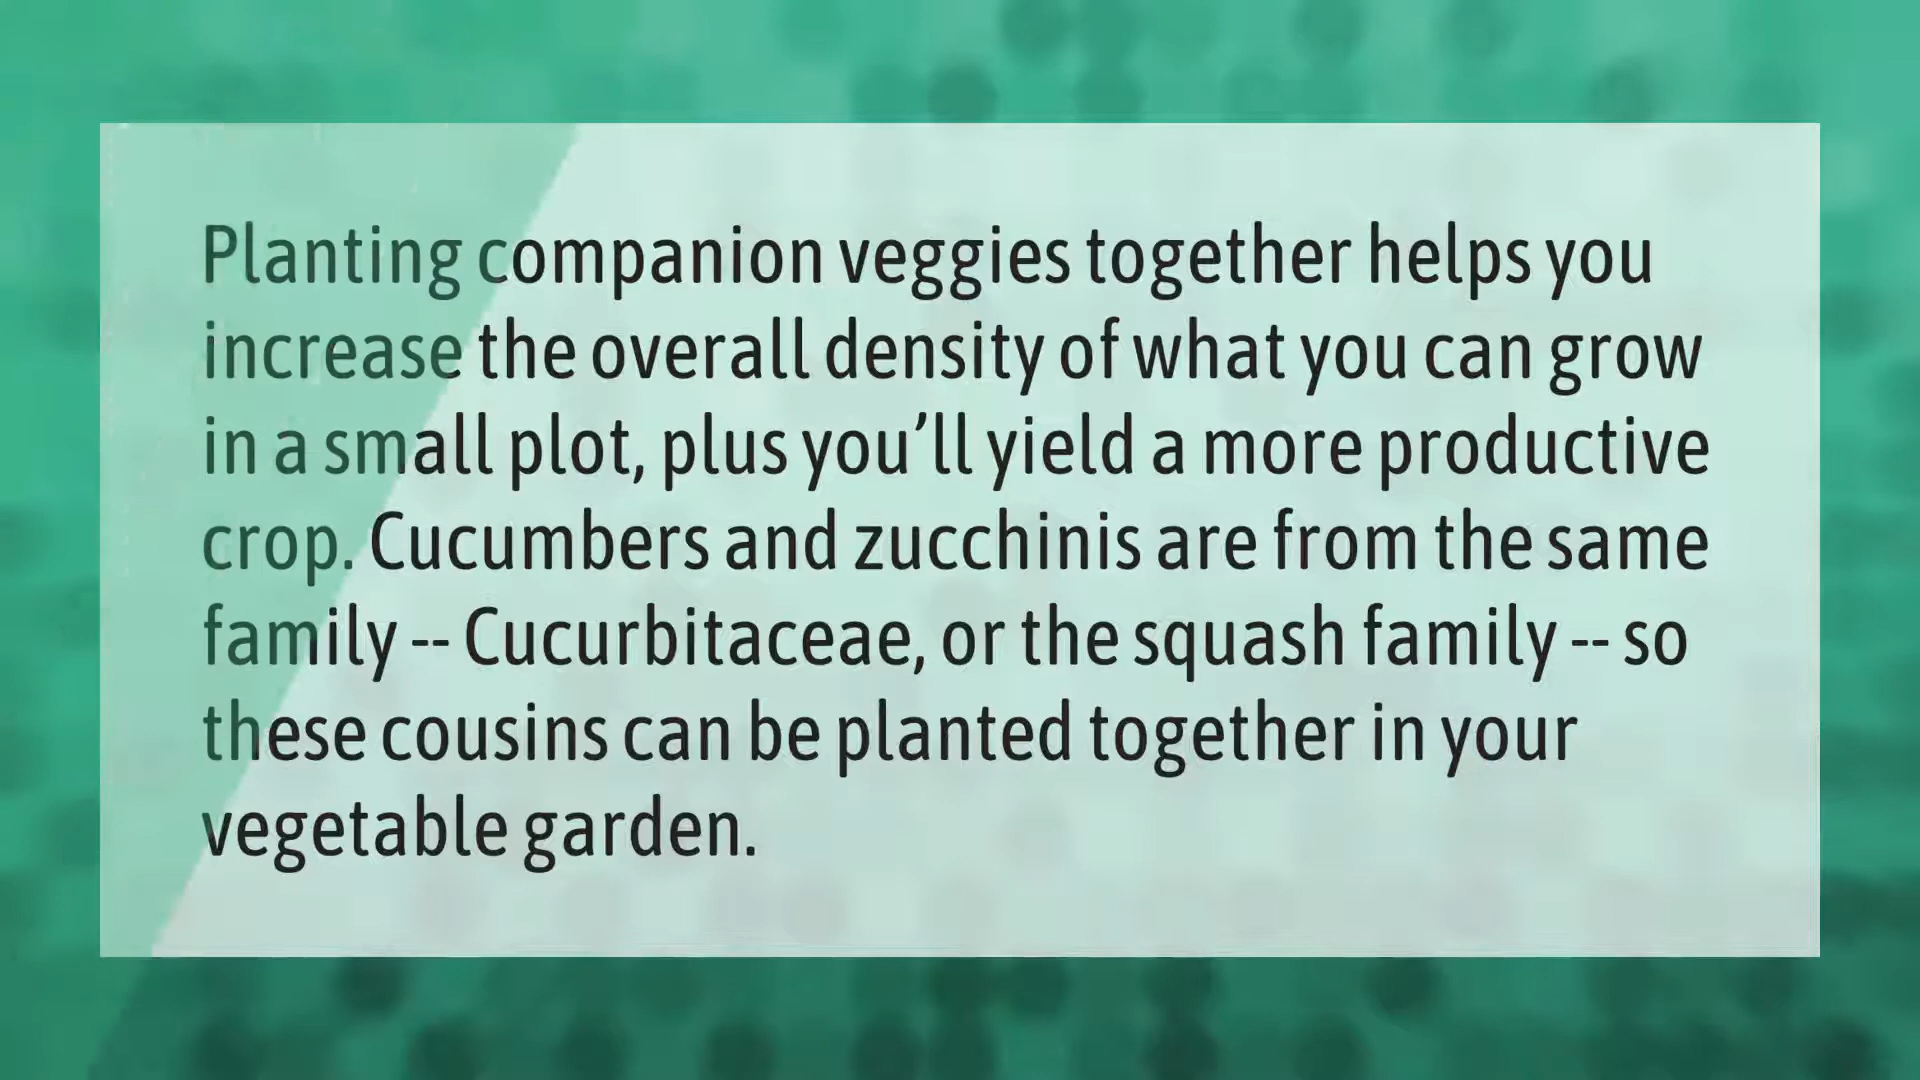 Planting companion veggies together helps you
increase the overall density of what you can grow
in a small plot, plus you’ll yield a more productive
crop. Cucumbers and zucchinis are from the same
family -- Cucurbitaceae, or the squash family -- so
these cousins can be planted together in your
vegetable garden.